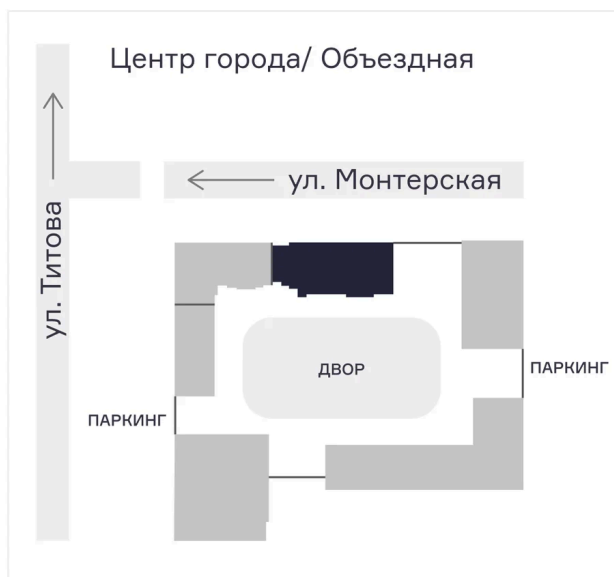 Центр города/ Объездная
ул. Монтерская
ул. Титова
ДВОР
ПАРКИНГ
ПАРКИНГ